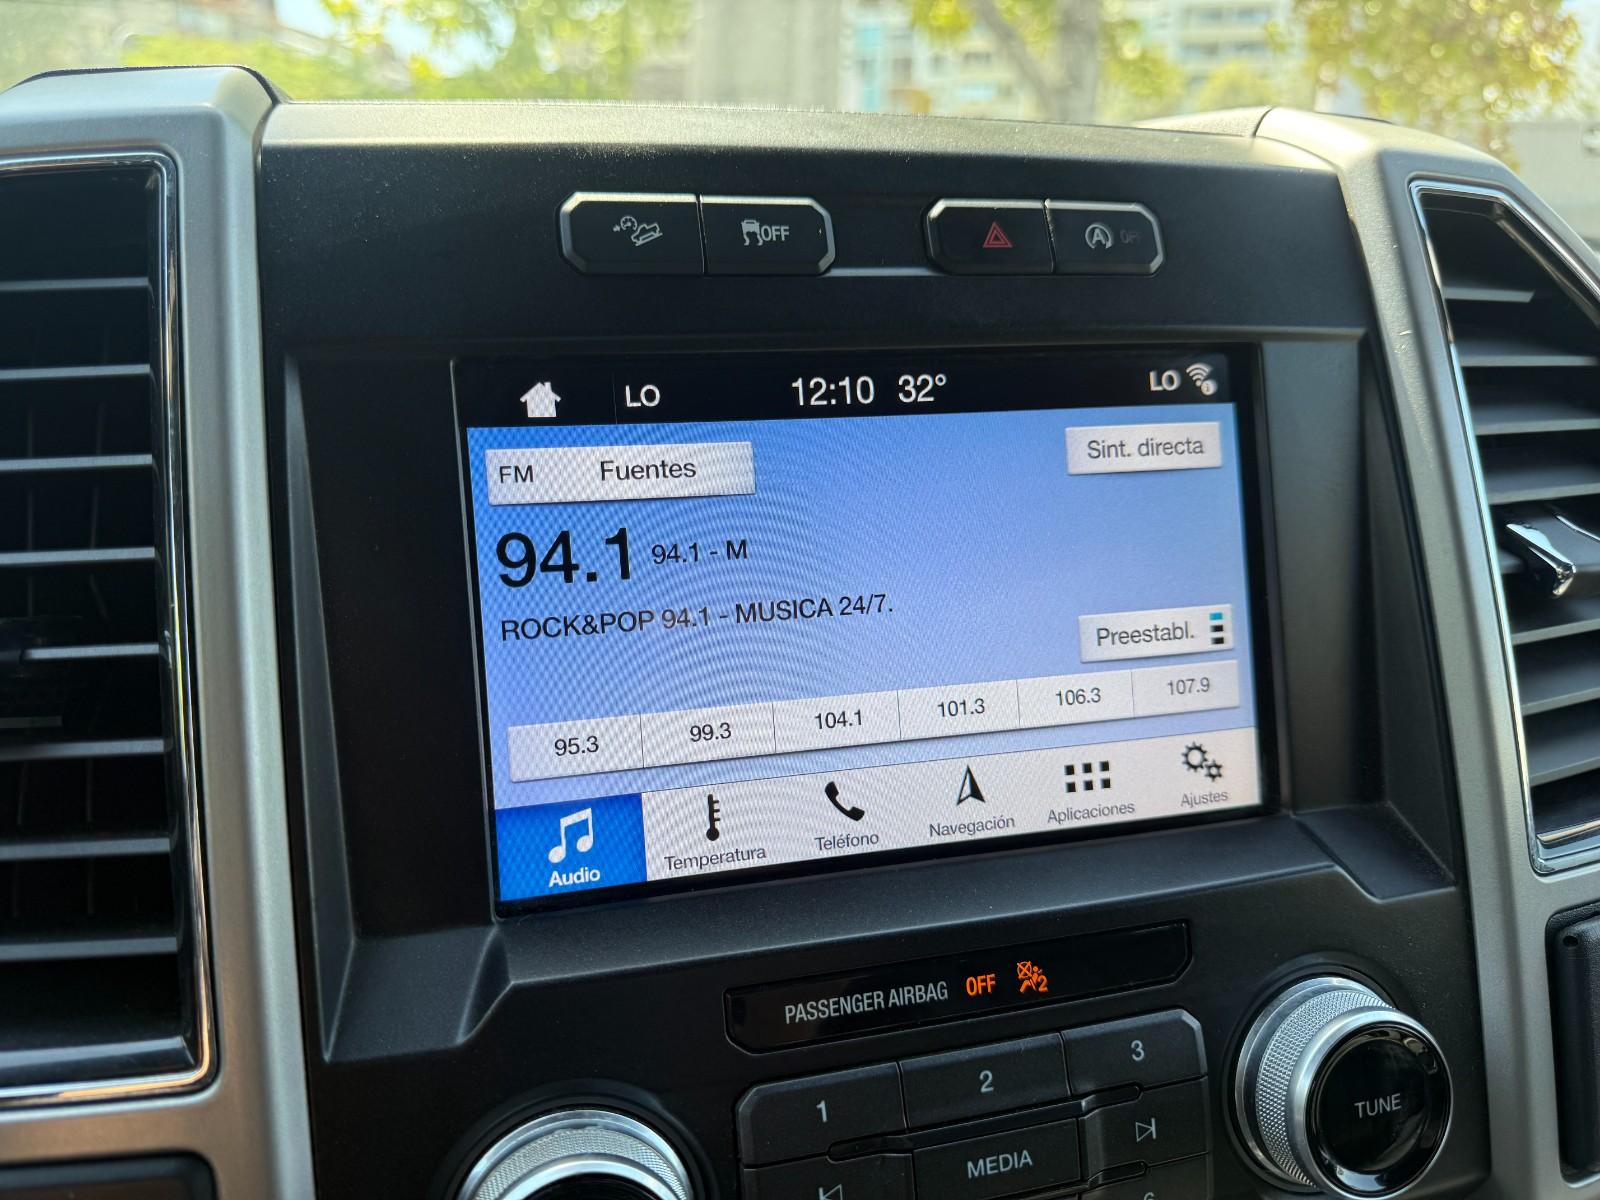 OFF
A OFF
LO 12:10 32° LO
FM Fuentes
Sint. directa
94.1 94.1 - M
ROCK&POP 94.1 - MUSICA 24/7.
Preestabl.
95.3 99.3 104.1 101.3 106.3 107.9
Audio Temperatura Teléfono Navegación Aplicaciones Ajustes
PASSENGER AIRBAG OFF 2
1 2 3
MEDIA
TUNE